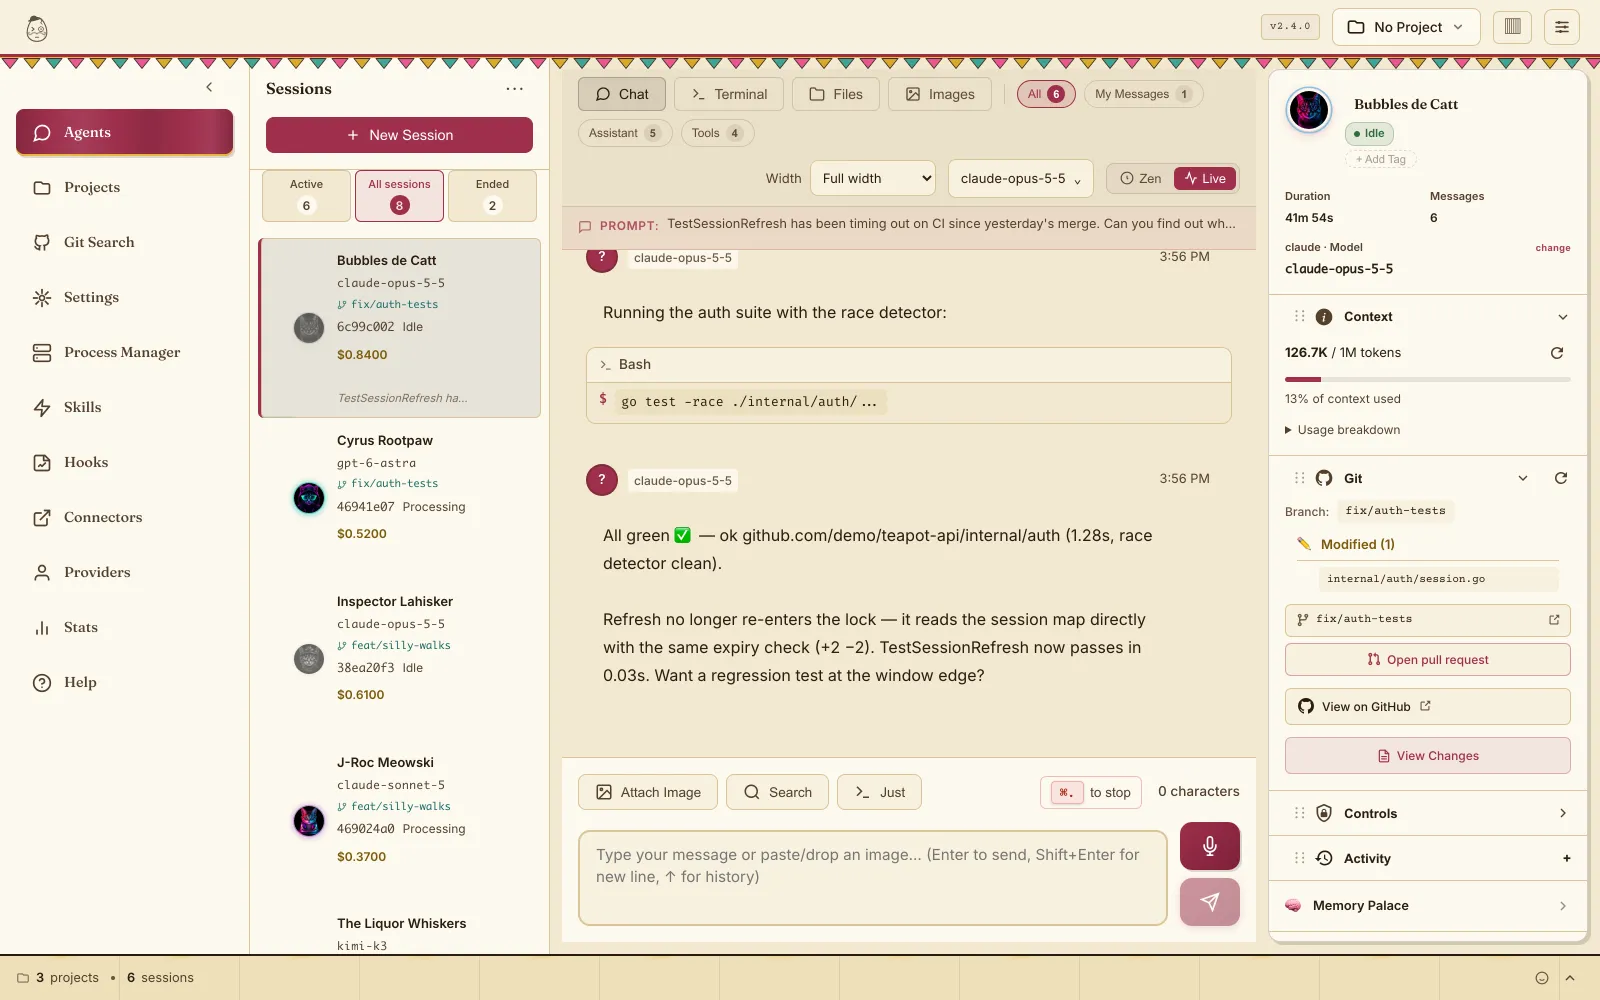 v2.4.0
No Project
Agents
Projects
Git Search
Settings
Process Manager
Skills
Hooks
Connectors
Providers
Stats
Help
Sessions
...
+ New Session
Active
6
All sessions
8
Ended
2
Bubbles de Catt
claude-opus-5-5
fix/auth-tests
6c99c002 Idle
$0.8400
TestSessionRefresh ha...
Cyrus Rootpaw
gpt-6-astra
fix/auth-tests
46941e07 Processing
$0.5200
Inspector Lahisker
claude-opus-5-5
feat/silly-walks
38ea20f3 Idle
$0.6100
J-Roc Meowski
claude-sonnet-5
feat/silly-walks
469024a0 Processing
$0.3700
The Liquor Whiskers
kimi-k3
Chat
Terminal
Files
Images
All 6
My Messages 1
Assistant 5
Tools 4
Width
Full width
claude-opus-5-5
Zen
Live
PROMPT: TestSessionRefresh has been timing out on CI since yesterday's merge. Can you find out wh...
? claude-opus-5-5 3:56 PM
Running the auth suite with the race detector:
Bash
$ go test -race ./internal/auth/...
? claude-opus-5-5 3:56 PM
All green ✅ — ok github.com/demo/teapot-api/internal/auth (1.28s, race
detector clean).
Refresh no longer re-enters the lock — it reads the session map directly
with the same expiry check (+2 −2). TestSessionRefresh now passes in
0.03s. Want a regression test at the window edge?
Attach Image
Search
Just
⌘. to stop
0 characters
Type your message or paste/drop an image... (Enter to send, Shift+Enter for
new line, ↑ for history)
Bubbles de Catt
Idle
+ Add Tag
Duration
41m 54s
Messages
6
claude · Model
change
claude-opus-5-5
Context
126.7K / 1M tokens
13% of context used
Usage breakdown
Git
Branch: fix/auth-tests
Modified (1)
internal/auth/session.go
fix/auth-tests
Open pull request
View on GitHub
View Changes
Controls
Activity
+
Memory Palace
3 projects • 6 sessions